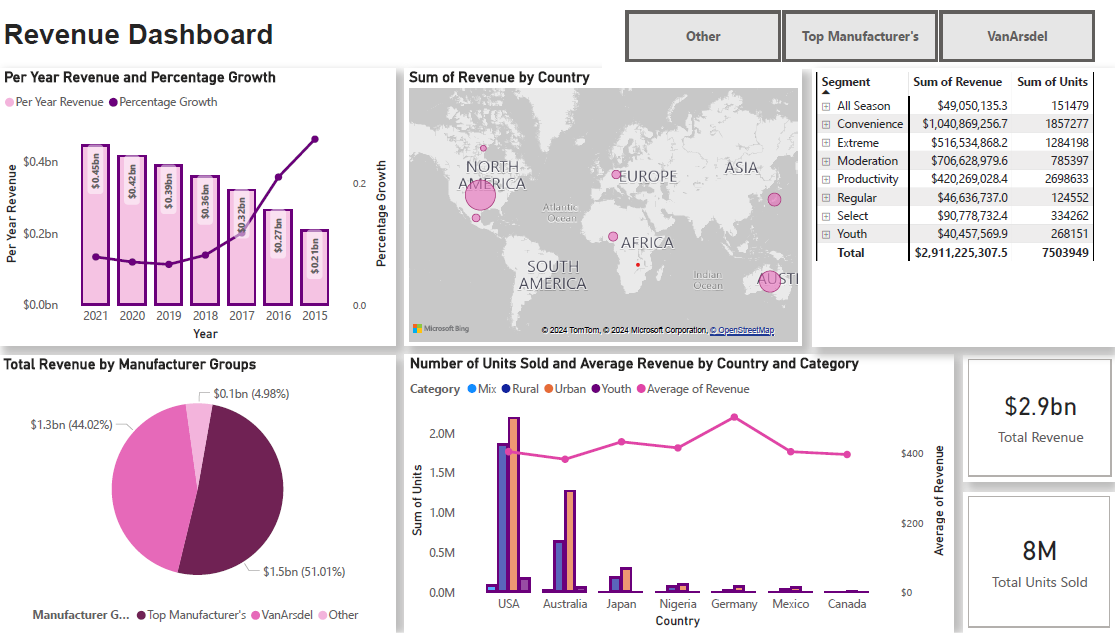 Revenue Dashboard
Other
Top Manufacturer's
VanArsdel
Per Year Revenue and Percentage Growth
Per Year Revenue Percentage Growth
Per Year Revenue
$0.4bn
$0.2bn
$0.0bn
$0.45bn
$0.42bn
$0.39bn
$0.36bn
$0.32bn
$0.27bn
$0.21bn
0.2
0.0
Percentage Growth
2021 2020 2019 2018 2017 2016 2015
Year
Sum of Revenue by Country
NORTH
AMERICA
EUROPE
ASIA
Atlantic
Ocean
AFRICA
SOUTH
AMERICA
Indian
Ocean
AUSTI
Microsoft Bing
© 2024 TomTom, © 2024 Microsoft Corporation, © OpenStreetMap
Segment Sum of Revenue Sum of Units
All Season $49,050,135.3 151479
Convenience $1,040,869,256.7 1857277
Extreme $516,534,868.2 1284198
Moderation $706,628,979.6 785397
Productivity $420,269,028.4 2698633
Regular $46,636,737.0 124552
Select $90,778,732.4 334262
Youth $40,457,569.9 268151
Total $2,911,225,307.5 7503949
Total Revenue by Manufacturer Groups
$0.1bn (4.98%)
$1.3bn (44.02%)
$1.5bn (51.01%)
Manufacturer G... Top Manufacturer's VanArsdel Other
Number of Units Sold and Average Revenue by Country and Category
Category Mix Rural Urban Youth Average of Revenue
Sum of Units
2.0M
1.5M
1.0M
0.5M
0.0M
$400
$200
$0
Average of Revenue
USA Australia Japan Nigeria Germany Mexico Canada
Country
$2.9bn
Total Revenue
8M
Total Units Sold